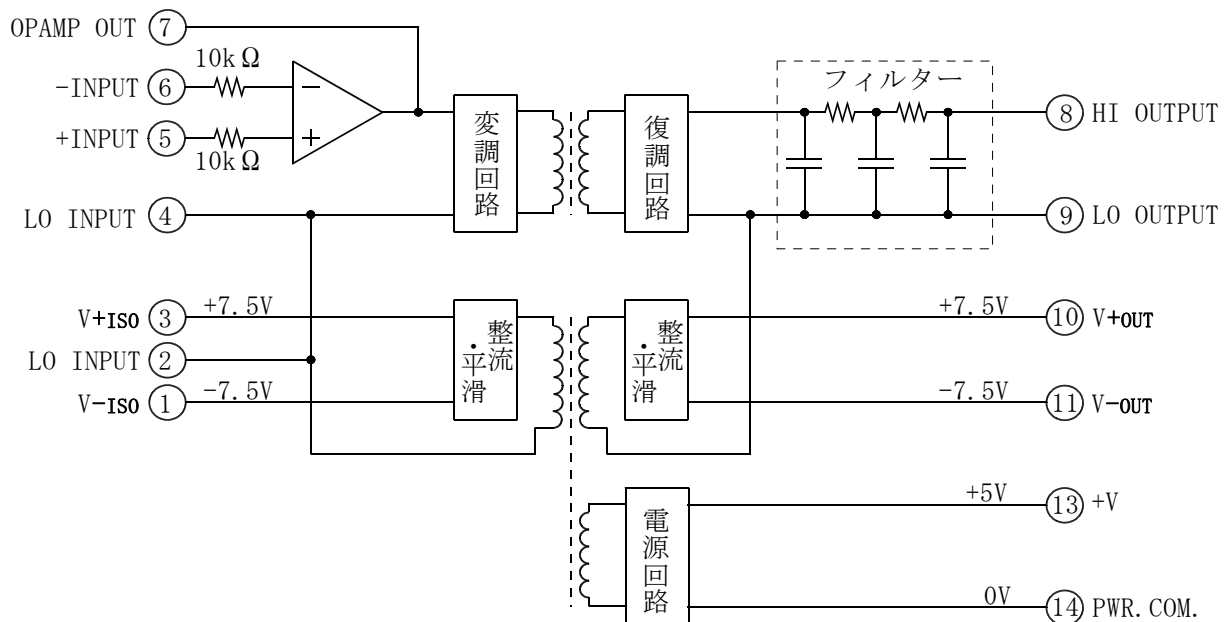 OPAMP OUT ⑦
10kΩ
-INPUT ⑥
+INPUT ⑤
10kΩ
−
+
変調回路
復調回路
フィルター
⑧ HI OUTPUT
LO INPUT ④
⑨ LO OUTPUT
V+ISO ③ +7.5V
LO INPUT ②
V-ISO ① -7.5V
整流
・平滑
整流
・平滑
+7.5V ⑩ V+OUT
-7.5V ⑪ V-OUT
電源回路
+5V ⑬ +V
0V ⑭ PWR.COM.